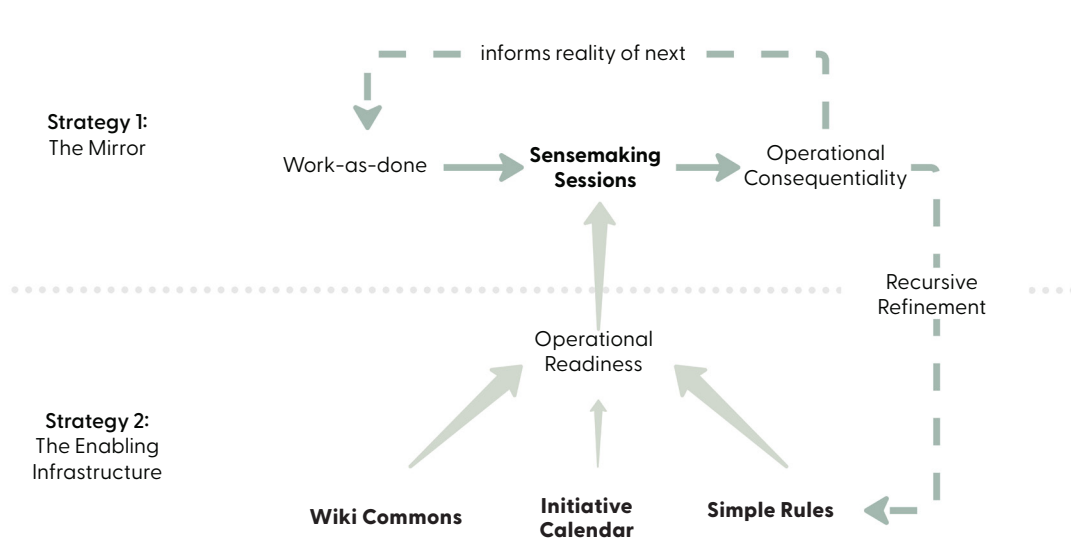 informs reality of next
Strategy 1:
The Mirror
Work-as-done
Sensemaking
Sessions
Operational
Consequentiality
Recursive
Refinement
Operational
Readiness
Strategy 2:
The Enabling
Infrastructure
Wiki Commons
Initiative
Calendar
Simple Rules